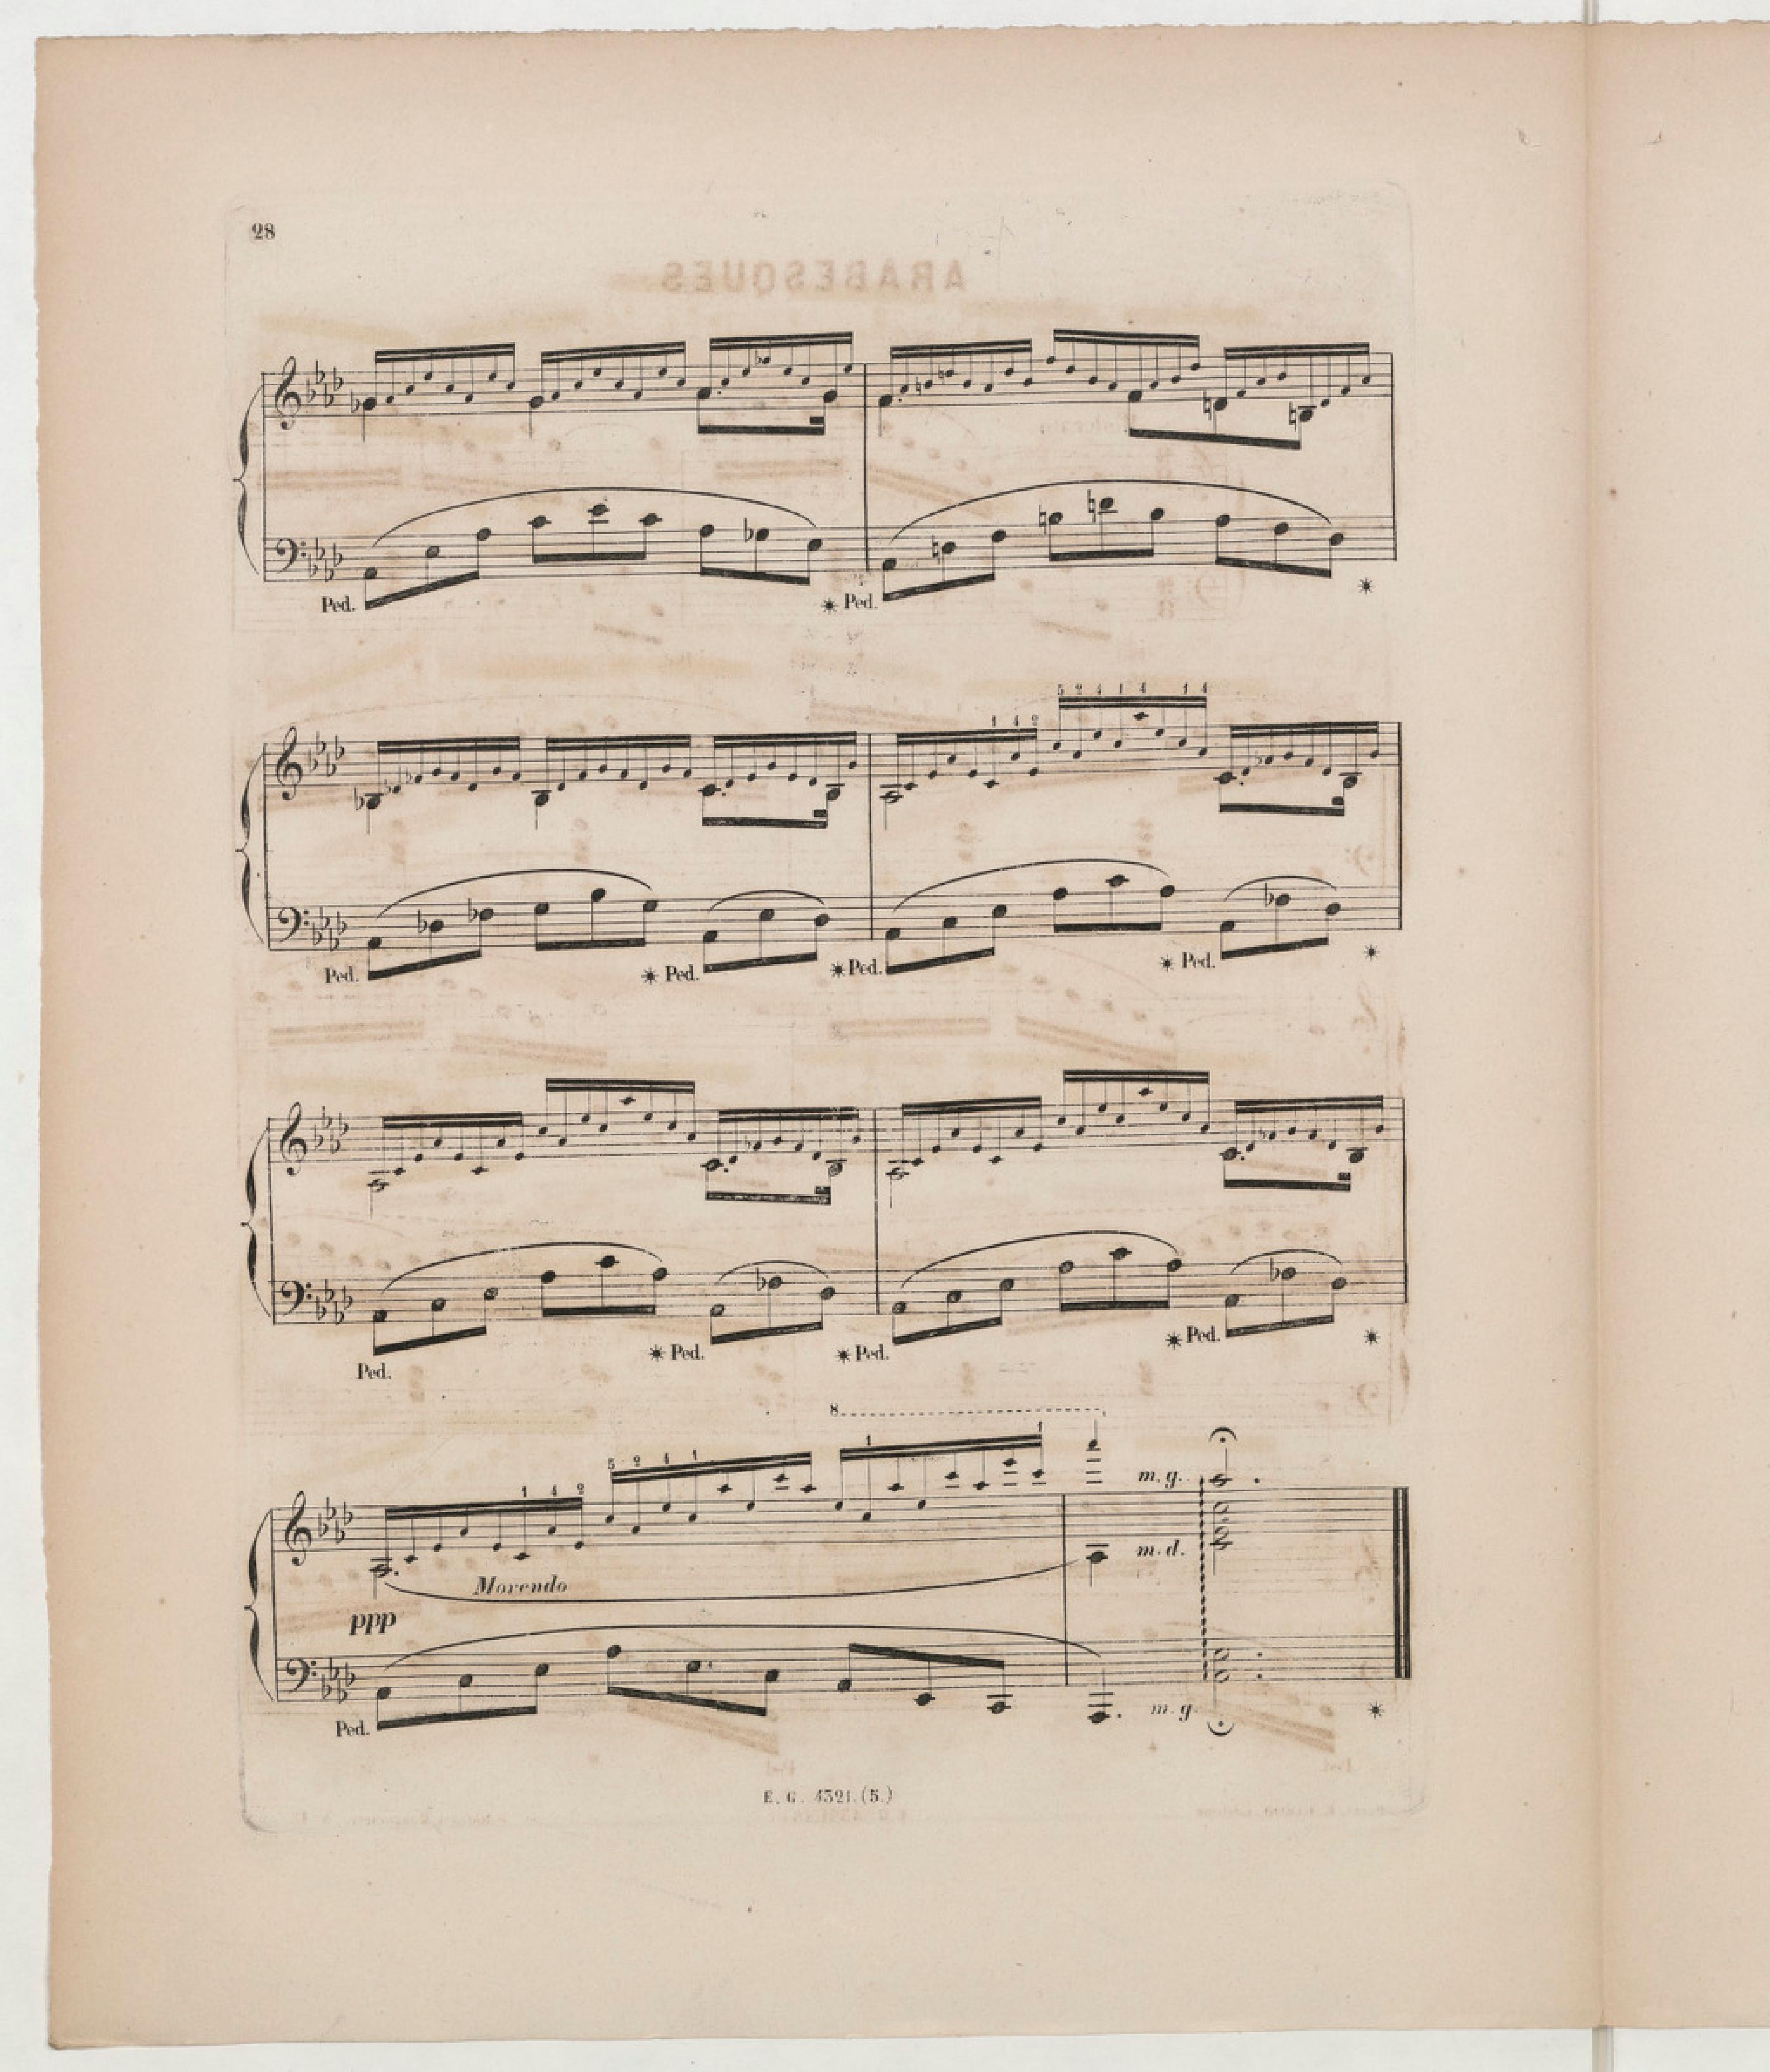 28
ARABESQUES
Ped. * Ped. *
5 2 4 1 4 1 4
1 4 2
Ped. * Ped. * Ped. * Ped. *
Ped. * Ped. * Ped. * Ped. *
8
5 2 4 1 1 1
1 4 2
m.g.
m.d.
Morendo
ppp
Ped. m.g. *
E. G. 4321. (5.)